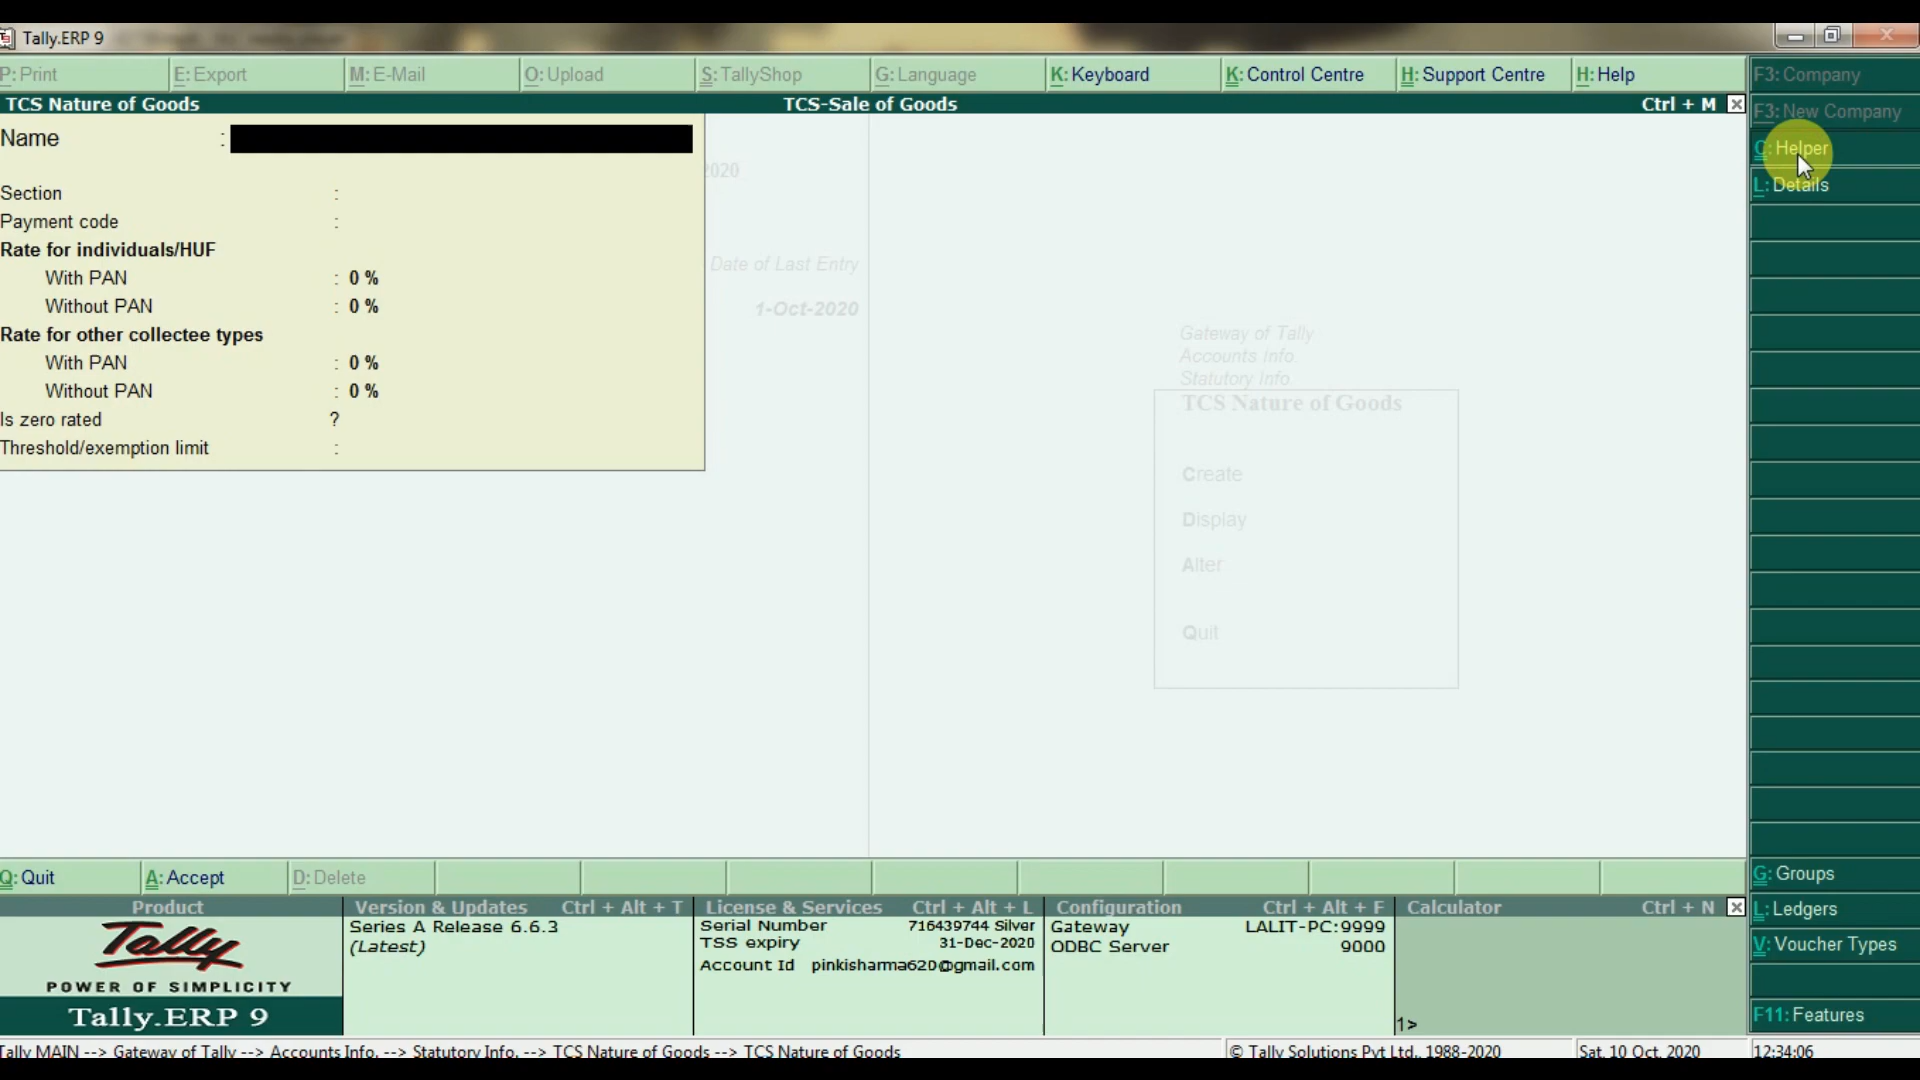 Tally.ERP 9
P: Print E: Export M: E-Mail O: Upload S: TallyShop G: Language K: Keyboard K: Control Centre H: Support Centre H: Help
F3: Company
TCS Nature of Goods TCS-Sale of Goods Ctrl + M
F3: New Company
Name :
C: Helper
2020
L: Details
Section :
Payment code :
Rate for individuals/HUF
With PAN : 0 %
Date of Last Entry
Without PAN : 0 %
1-Oct-2020
Rate for other collectee types
Gateway of Tally
Accounts Info.
With PAN : 0 %
Statutory Info.
Without PAN : 0 %
TCS Nature of Goods
Is zero rated ?
Threshold/exemption limit :
Create
Display
Alter
Quit
Q: Quit A: Accept D: Delete
G: Groups
Product Version & Updates Ctrl + Alt + T License & Services Ctrl + Alt + L Configuration Ctrl + Alt + F Calculator Ctrl + N
L: Ledgers
Series A Release 6.6.3 Serial Number 716439744 Silver Gateway LALIT-PC:9999
(Latest) TSS expiry 31-Dec-2020 ODBC Server 9000
V: Voucher Types
Tally
Account Id pinkisharma620@gmail.com
POWER OF SIMPLICITY
Tally.ERP 9
1>
F11: Features
Tally MAIN --> Gateway of Tally --> Accounts Info. --> Statutory Info. --> TCS Nature of Goods --> TCS Nature of Goods © Tally Solutions Pvt Ltd., 1988-2020 Sat, 10 Oct, 2020 12:34:06